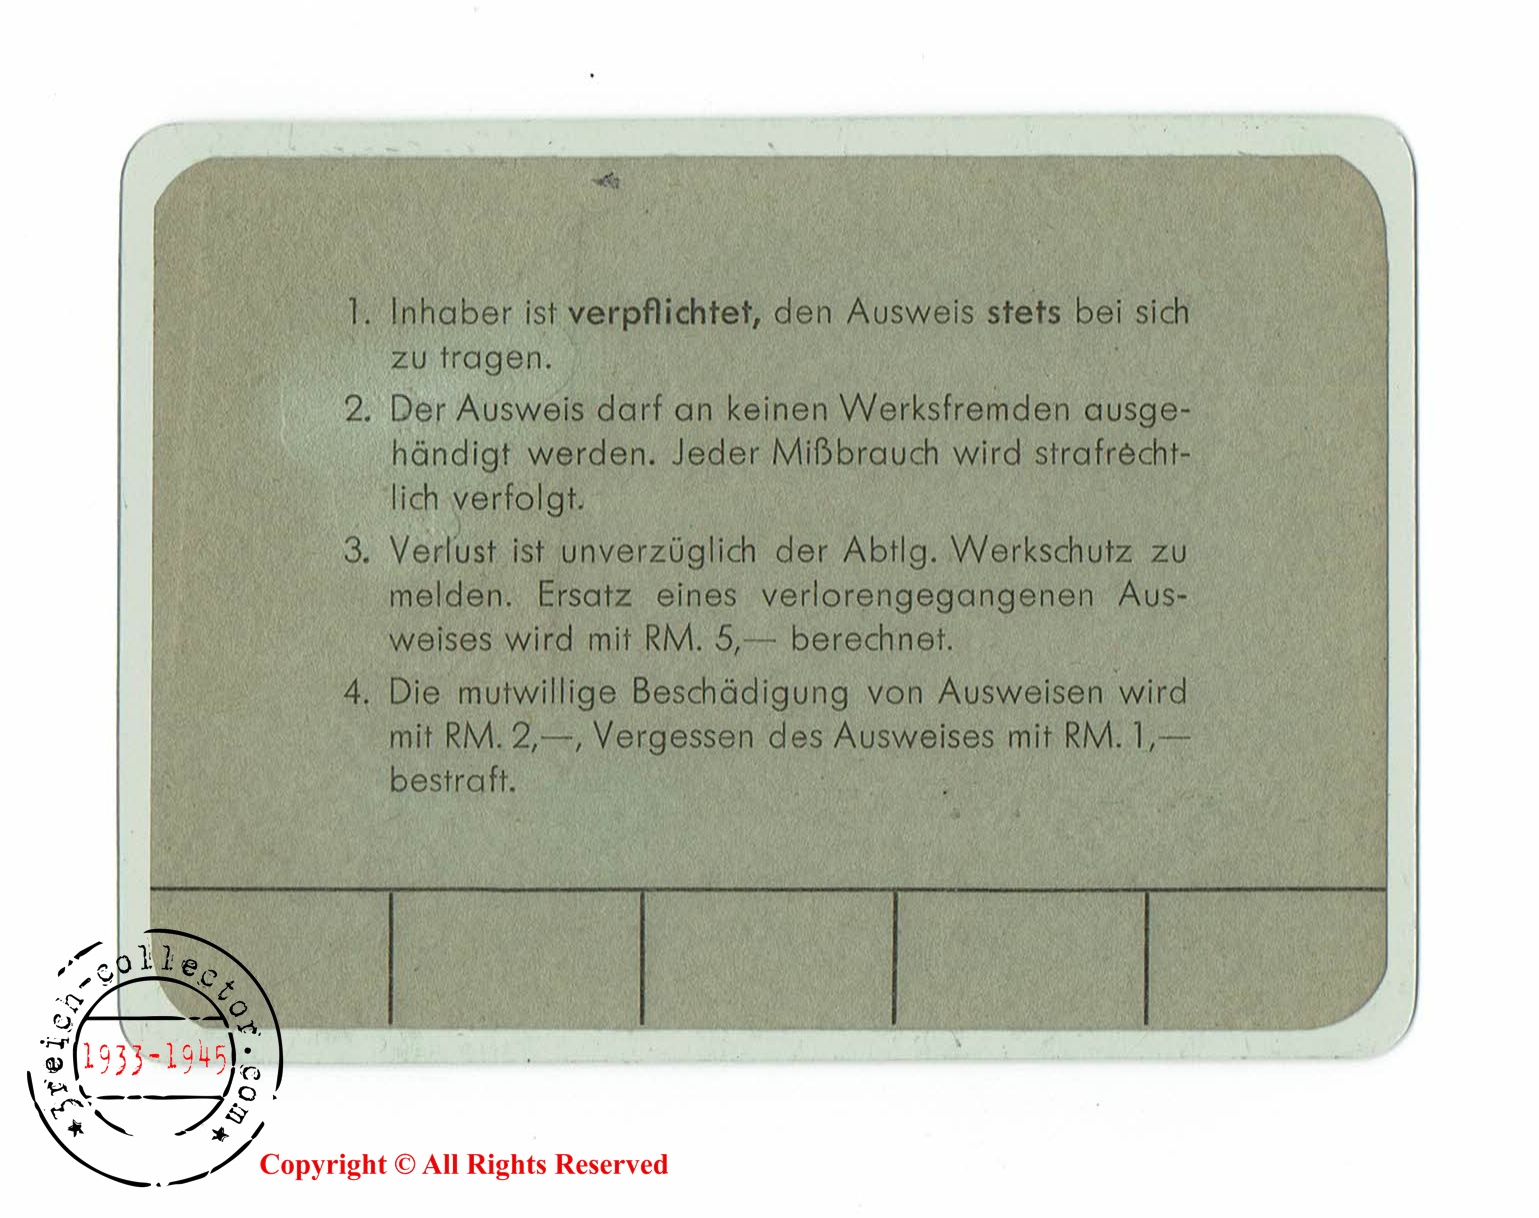 1. Inhaber ist verpflichtet, den Ausweis stets bei sich
zu tragen.
2. Der Ausweis darf an keinen Werksfremden ausge-
händigt werden. Jeder Mißbrauch wird strafrecht-
lich verfolgt.
3. Verlust ist unverzüglich der Abtlg. Werkschutz zu
melden. Ersatz eines verlorengegangenen Aus-
weises wird mit RM. 5,— berechnet.
4. Die mutwillige Beschädigung von Ausweisen wird
mit RM. 2,—, Vergessen des Ausweises mit RM. 1,—
bestraft.
3reich-collector.com
1933-1945
Copyright © All Rights Reserved